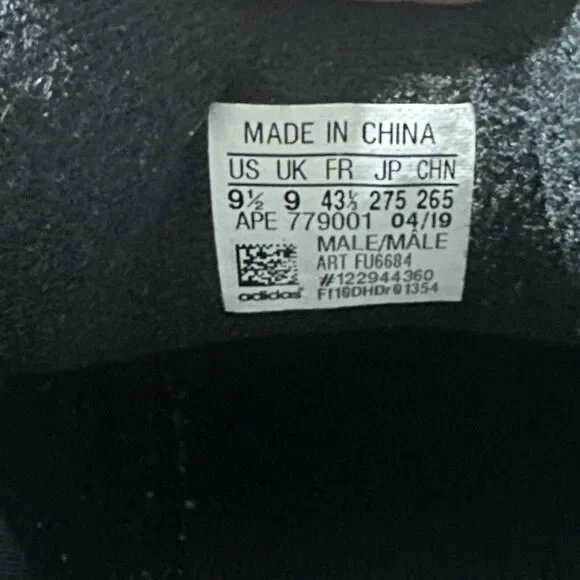 MADE IN CHINA
US UK FR JP CHN
9½ 9 43⅓ 275 265
APE 779001 04/19
MALE/MÂLE
ART FU6684
#122944360
adidas F110DHDr01354